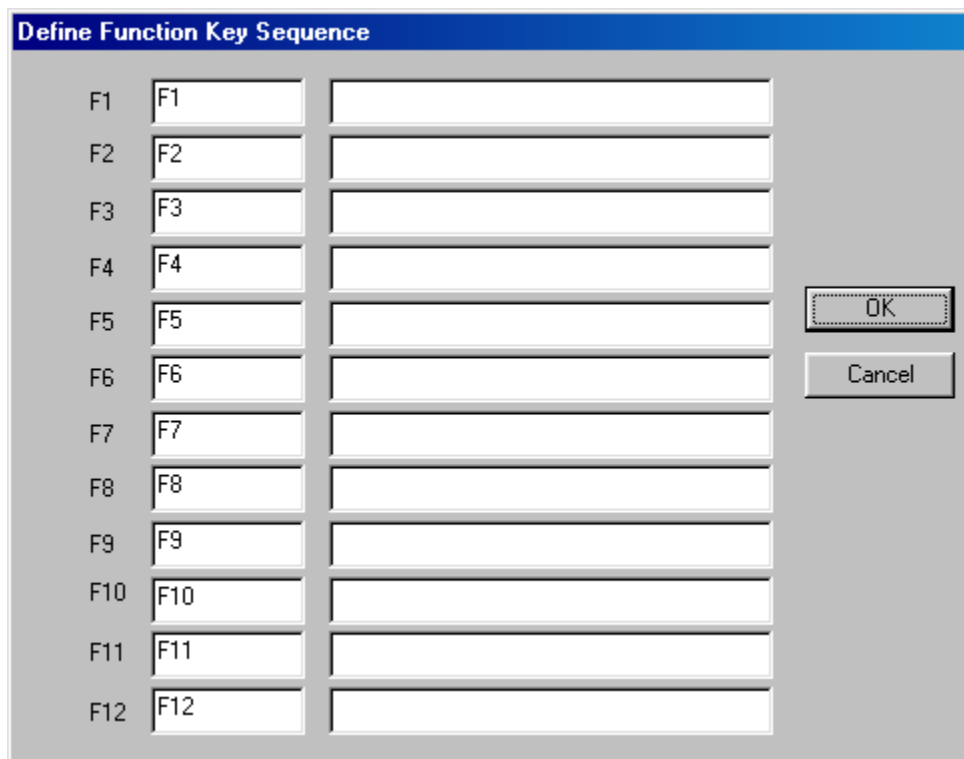 Define Function Key Sequence
F1 F1
F2 F2
F3 F3
F4 F4
F5 F5
OK
F6 F6
Cancel
F7 F7
F8 F8
F9 F9
F10 F10
F11 F11
F12 F12